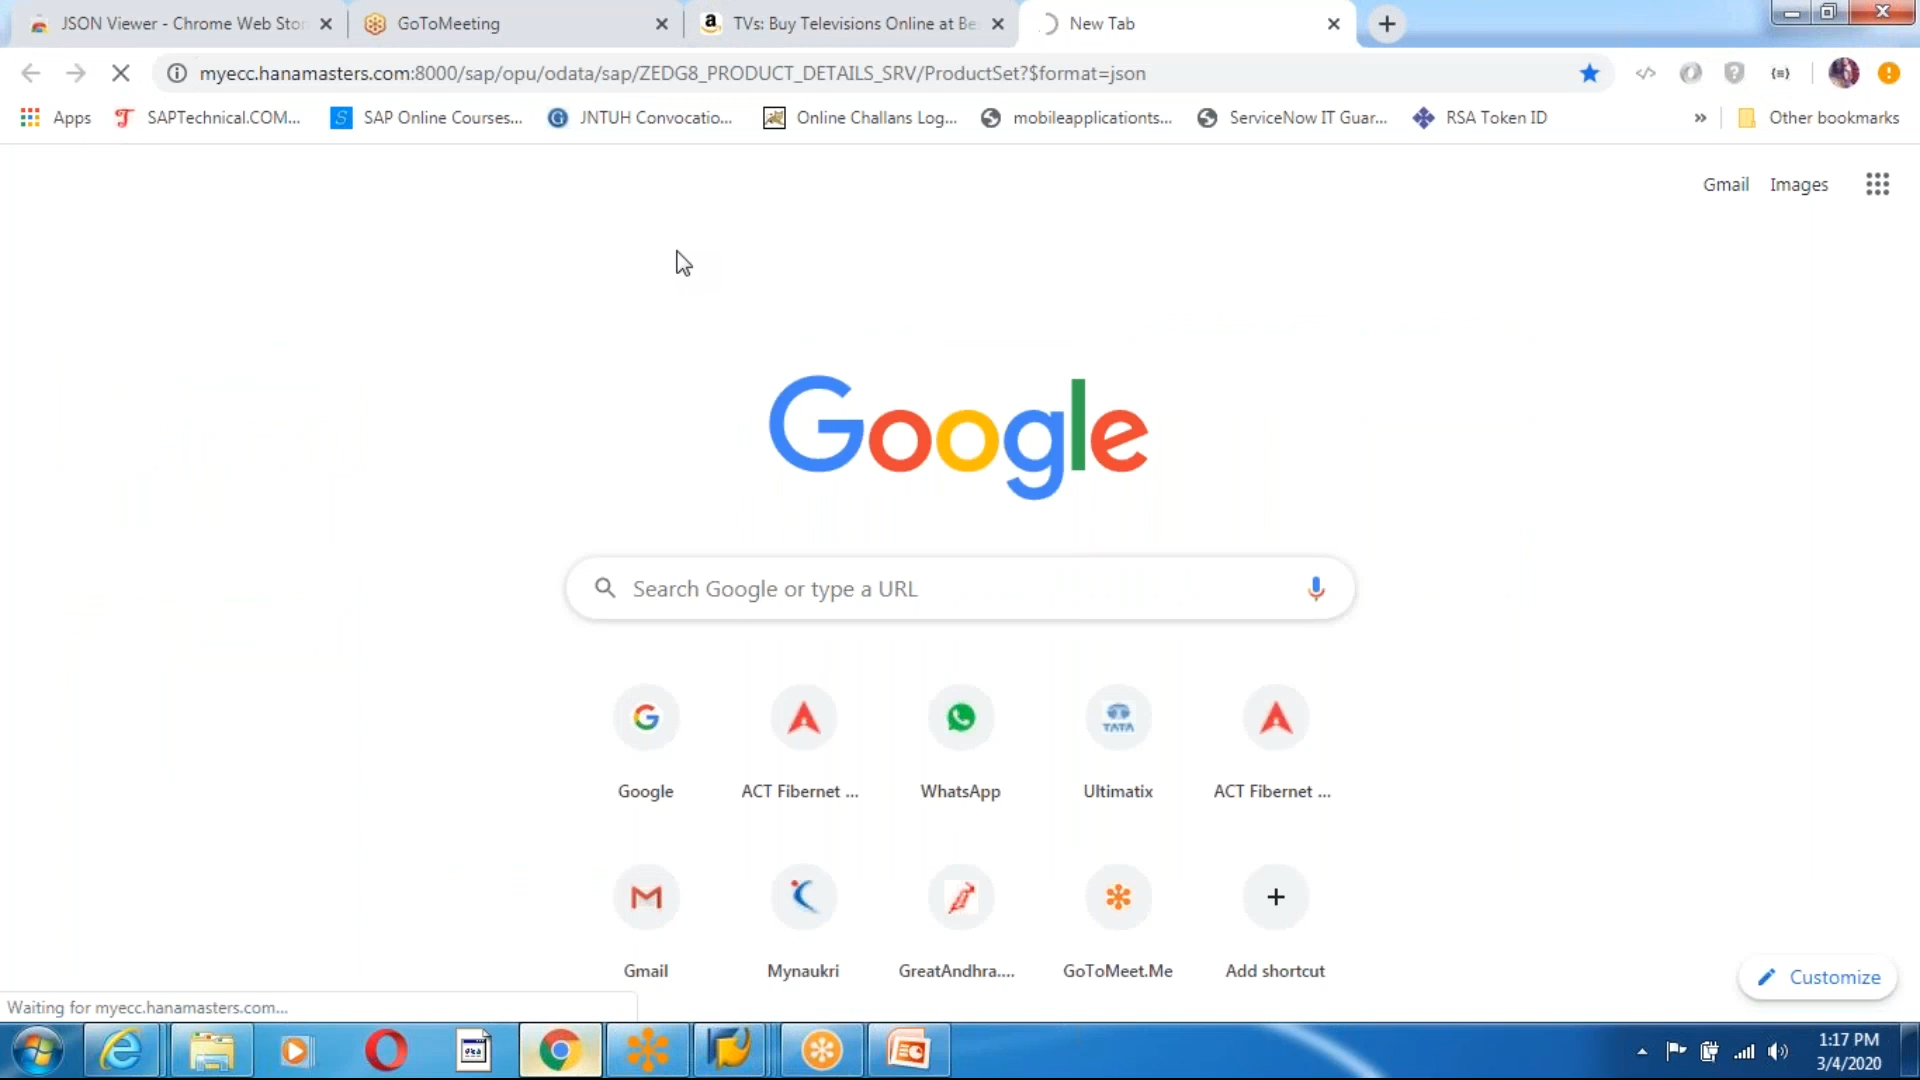 JSON Viewer - Chrome Web Stor
GoToMeeting
TVs: Buy Televisions Online at Be
New Tab
myecc.hanamasters.com:8000/sap/opu/odata/sap/ZEDG8_PRODUCT_DETAILS_SRV/ProductSet?$format=json
Apps
SAPTechnical.COM...
SAP Online Courses...
JNTUH Convocatio...
Online Challans Log...
mobileapplicationts...
ServiceNow IT Guar...
RSA Token ID
»
Other bookmarks
Gmail
Images
Google
Search Google or type a URL
TATA
Google
ACT Fibernet ...
WhatsApp
Ultimatix
ACT Fibernet ...
Gmail
Mynaukri
GreatAndhra....
GoToMeet.Me
Add shortcut
Customize
Waiting for myecc.hanamasters.com...
1:17 PM
3/4/2020